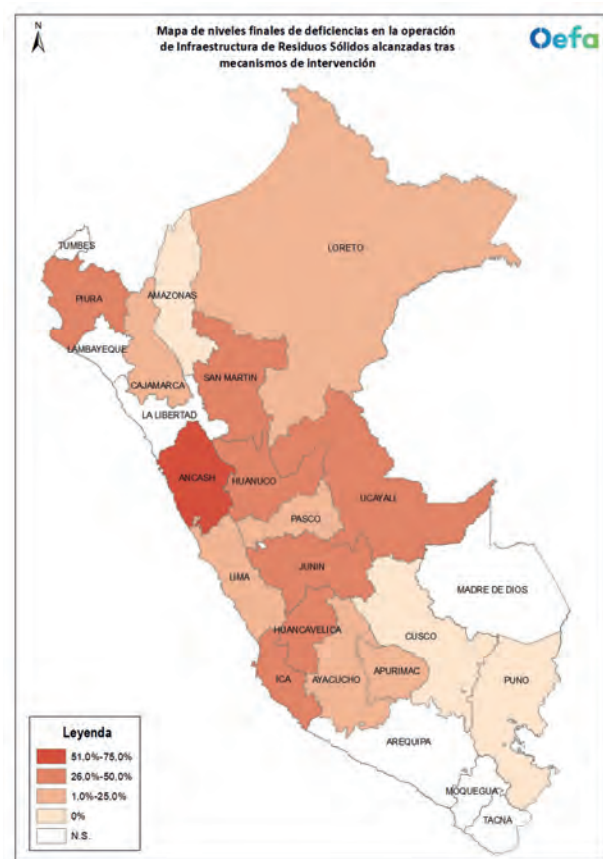 N
Mapa de niveles finales de deficiencias en la operación
de Infraestructura de Residuos Sólidos alcanzadas tras
mecanismos de intervención
Oefa
TUMBES
LORETO
PIURA
AMAZONAS
LAMBAYEQUE
SAN MARTIN
CAJAMARCA
LA LIBERTAD
ANCASH
HUANUCO
UCAYALI
PASCO
JUNIN
LIMA
MADRE DE DIOS
HUANCAVELICA
CUSCO
ICA
AYACUCHO
APURIMAC
PUNO
AREQUIPA
MOQUEGUA
TACNA
Leyenda
51,0%-75,0%
26,0%-50,0%
1,0%-25,0%
0%
N.S.